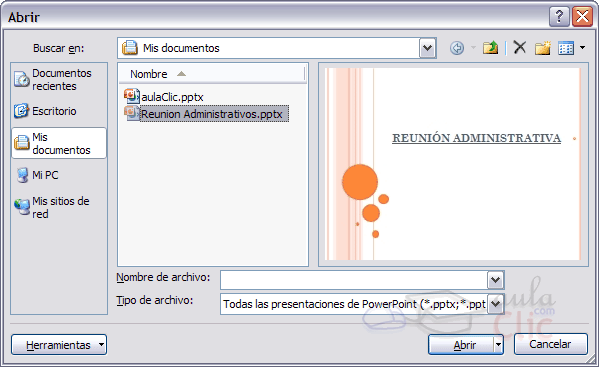 Abrir
Buscar en:
Mis documentos
Documentos
recientes
Escritorio
Mis
documentos
Mi PC
Mis sitios de
red
Nombre
aulaClic.pptx
Reunion Administrativos.pptx
REUNIÓN ADMINISTRATIVA
Nombre de archivo:
Tipo de archivo:
Todas las presentaciones de PowerPoint (*.pptx;*.ppt
aula
.com
Clic
Herramientas
Abrir
Cancelar